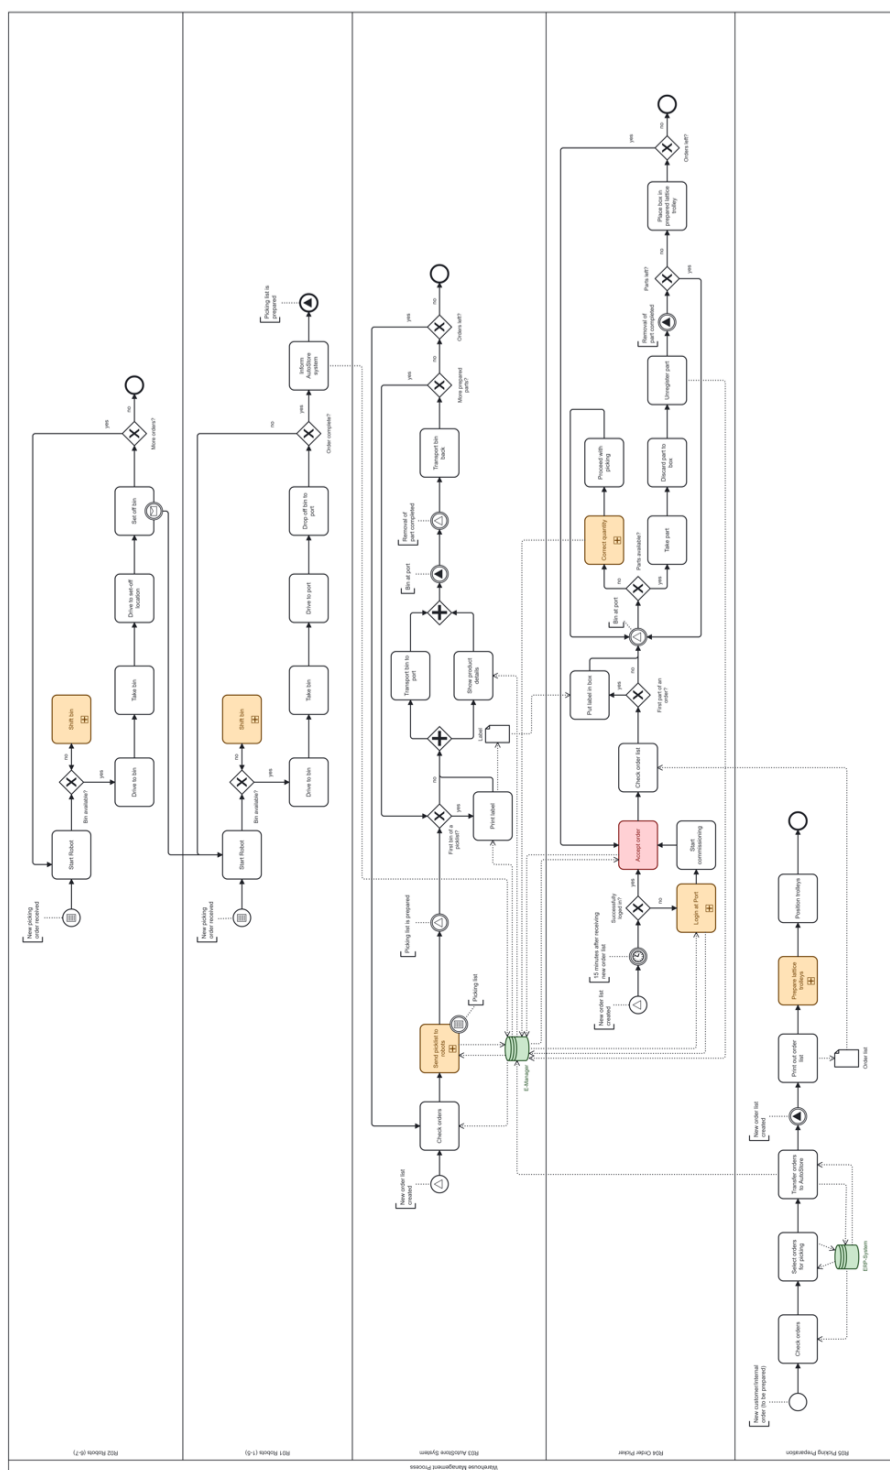 Warehouse Management Process
R02 Robots (6-7)
New picking
order received
Start Robot
Bin available?
no
yes
Shift bin
Drive to bin
Take bin
Drive to set-off
location
Set off bin
More orders?
yes
no
R01 Robots (1-5)
New picking
order received
Start Robot
Bin available?
no
yes
Shift bin
Drive to bin
Take bin
Drive to port
Drop off bin to
port
Order complete?
no
yes
Inform
AutoStore
system
Picking list is
prepared
R03 AutoStore System
New order list
created
Check orders
Send picklist to
robots
Picking list
E-Manager
Picking list is prepared
First bin of a
picklist?
no
yes
Print label
Label
Transport bin to
port
Show product
details
Bin at port
Removal of
part completed
Transport bin
back
More prepared
parts?
yes
no
Orders left?
yes
no
R04 Order Picker
New order list
created
15 minutes after receiving
new order list
Successfully
loged in?
yes
no
Login at Port
Start
commissioning
Accept order
Check order list
First part of an
order?
yes
no
Put label in box
Bin at port
Parts available?
no
yes
Correct quantity
Proceed with
picking
Take part
Discard part to
box
Unregister part
Removal of
part completed
Parts left?
yes
no
Place box in
prepared lattice
trolley
Orders left?
yes
no
R05 Picking Preparation
New customer/internal
order (to be prepared)
Check orders
Select orders
for picking
ERP-System
Transfer orders
to AutoStore
New order list
created
Print out order
list
Order list
Prepare lattice
trolleys
Position trolleys